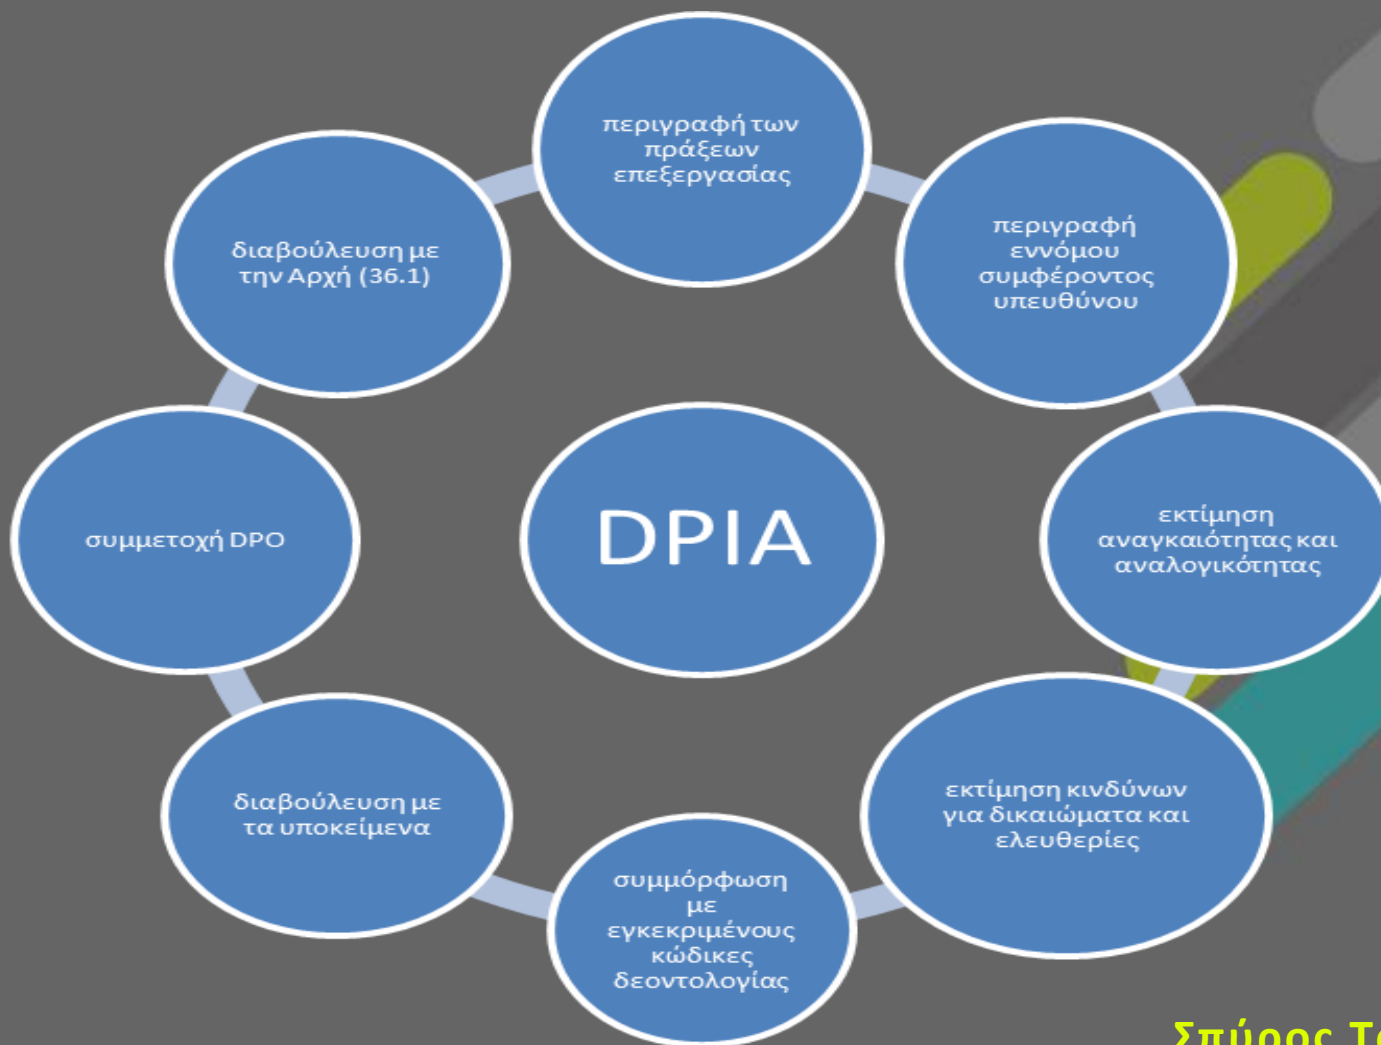 περιγραφή των
πράξεων
επεξεργασίας
περιγραφή
εννόμου
συμφέροντος
υπευθύνου
εκτίμηση
αναγκαιότητας και
αναλογικότητας
εκτίμηση κινδύνων
για δικαιώματα και
ελευθερίες
συμμόρφωση
με
εγκεκριμένους
κώδικες
δεοντολογίας
διαβούλευση με
τα υποκείμενα
συμμετοχή DPO
διαβούλευση με
την Αρχή (36.1)
DPIA
Σπύρος